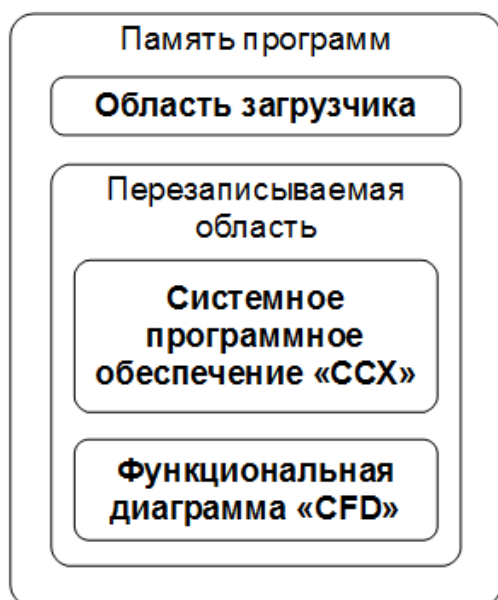 Память программ
Область загрузчика
Перезаписываемая
область
Системное
программное
обеспечение «CCX»
Функциональная
диаграмма «CFD»